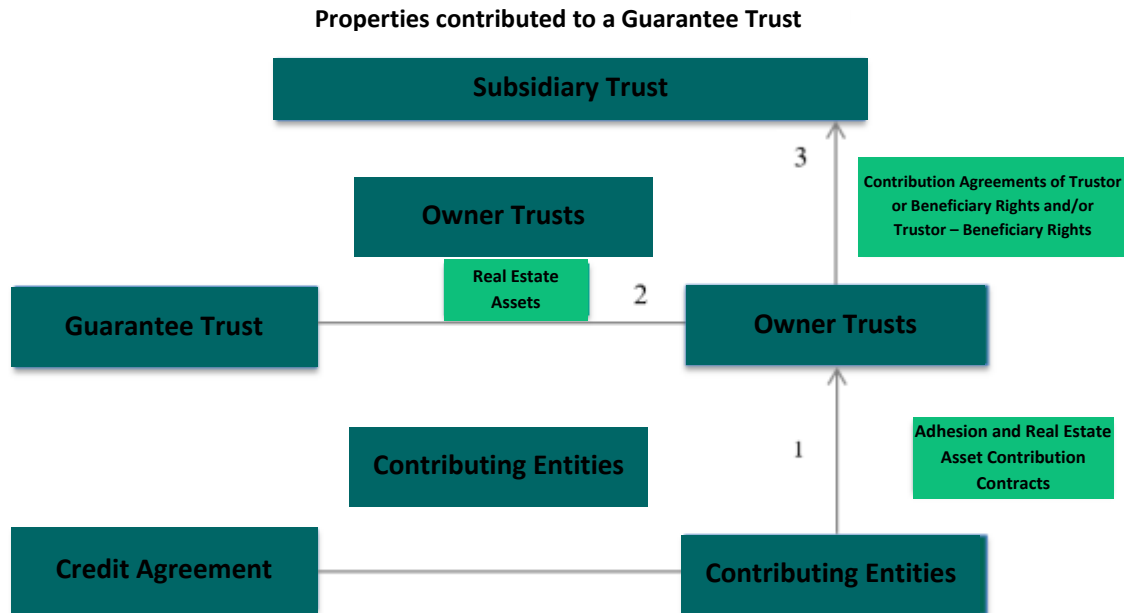 Properties contributed to a Guarantee Trust
Subsidiary Trust
3
Contribution Agreements of Trustor
or Beneficiary Rights and/or
Trustor – Beneficiary Rights
Owner Trusts
Real Estate
Assets
2
Guarantee Trust
Owner Trusts
Contributing Entities
1
Adhesion and Real Estate
Asset Contribution
Contracts
Credit Agreement
Contributing Entities